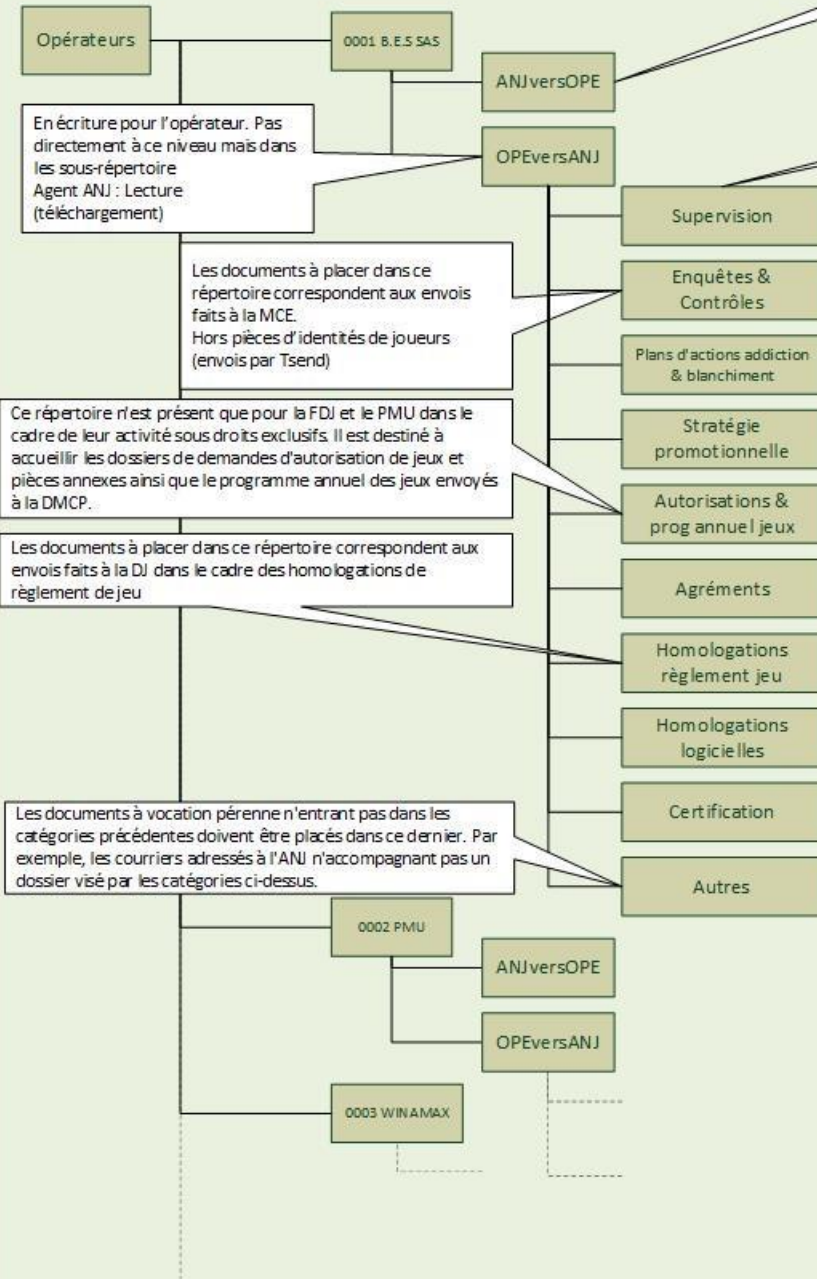 Opérateurs
0001 B.E.S SAS
ANJversOPE
En écriture pour l'opérateur. Pas
directement à ce niveau mais dans
les sous-répertoire
Agent ANJ : Lecture
(téléchargement)
OPEversANJ
Supervision
Les documents à placer dans ce
répertoire correspondent aux envois
faits à la MCE.
Hors pièces d'identités de joueurs
(envois par Tsend)
Enquêtes &
Contrôles
Plans d'actions addiction
& blanchiment
Ce répertoire n'est présent que pour la FDJ et le PMU dans le
cadre de leur activité sous droits exclusifs. Il est destiné à
accueillir les dossiers de demandes d'autorisation de jeux et
pièces annexes ainsi que le programme annuel des jeux envoyés
à la DMCP.
Stratégie
promotionnelle
Autorisations &
prog annuel jeux
Les documents à placer dans ce répertoire correspondent aux
envois faits à la DJ dans le cadre des homologations de
règlement de jeu
Agréments
Homologations
règlement jeu
Homologations
logicielles
Certification
Les documents à vocation pérenne n'entrant pas dans les
catégories précédentes doivent être placés dans ce dernier. Par
exemple, les courriers adressés à l'ANJ n'accompagnant pas un
dossier visé par les catégories ci-dessus.
Autres
0002 PMU
ANJversOPE
OPEversANJ
0003 WINAMAX